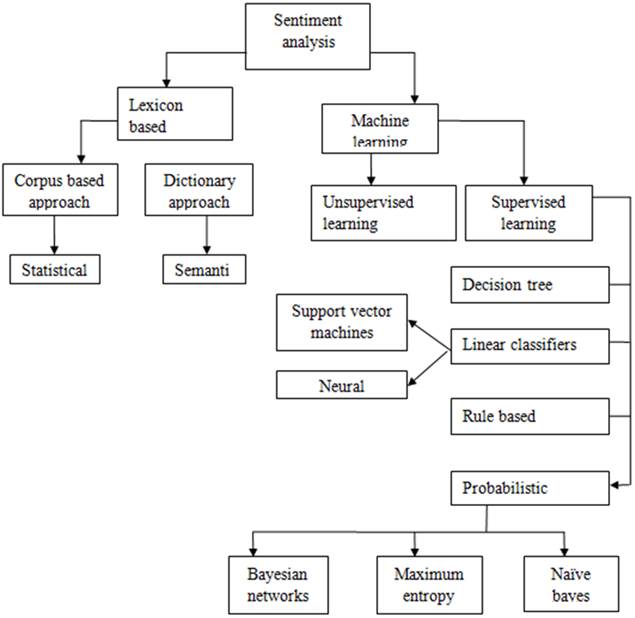 Sentiment
analysis
Lexicon
based
Machine
learning
Corpus based
approach
Dictionary
approach
Unsupervised
learning
Supervised
learning
Statistical
Semanti
Decision tree
Support vector
machines
Linear classifiers
Neural
Rule based
Probabilistic
Bayesian
networks
Maximum
entropy
Naïve
bayes